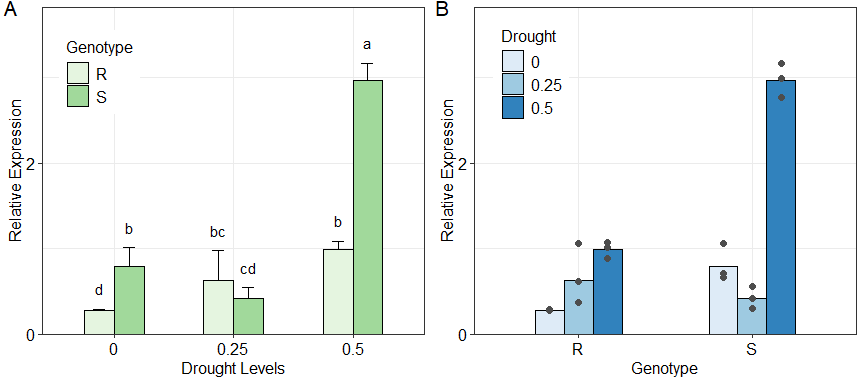 A
Genotype
R
S
a
b
bc
b
d
cd
2
0
Relative Expression
0 0.25 0.5
Drought Levels
B
Drought
0
0.25
0.5
2
0
Relative Expression
R S
Genotype